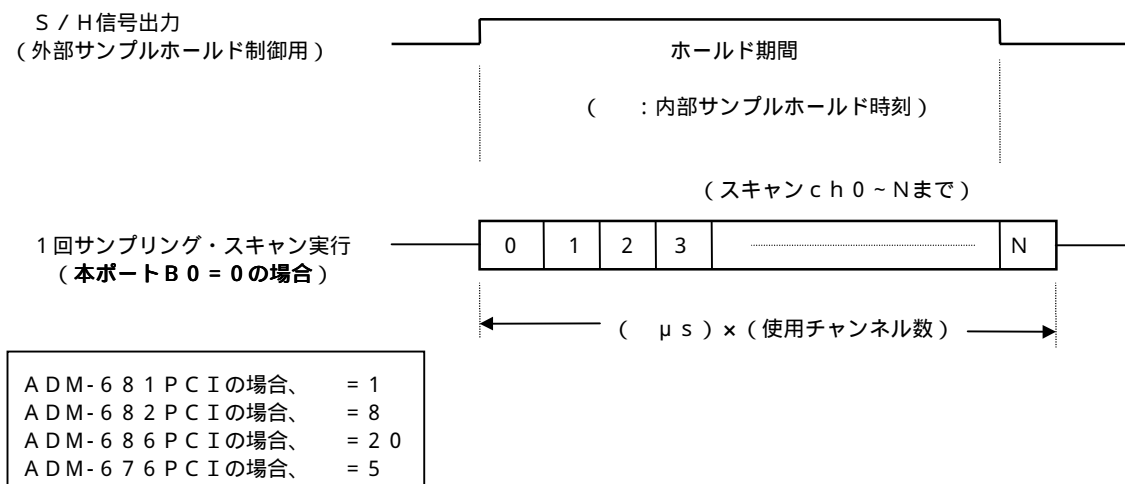 S/H信号出力
(外部サンプルホールド制御用)
ホールド期間
( :内部サンプルホールド時刻)
(スキャンch0~Nまで)
1回サンプリング・スキャン実行
(本ポートB0=0の場合)
0 1 2 3 N
( μs)×(使用チャンネル数)
ADM-681PCIの場合、 =1
ADM-682PCIの場合、 =8
ADM-686PCIの場合、 =20
ADM-676PCIの場合、 =5